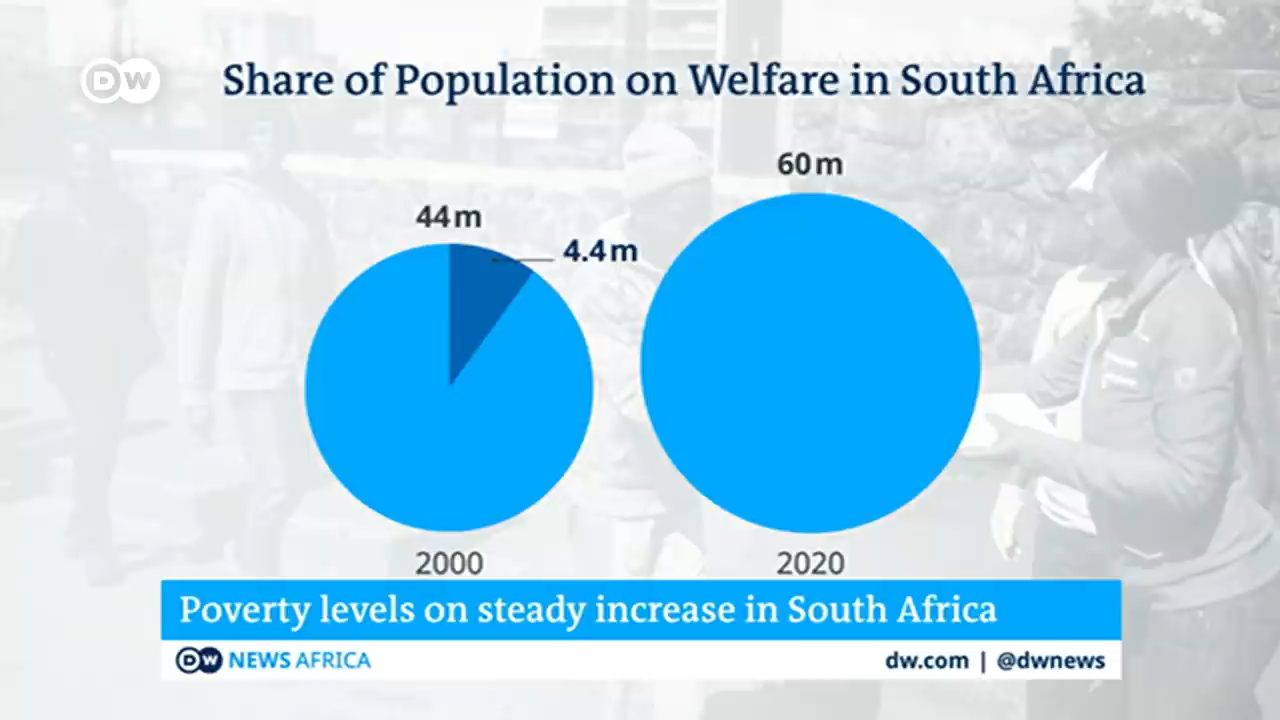 DW
Share of Population on Welfare in South Africa
60 m
44 m
4.4 m
2000
2020
Poverty levels on steady increase in South Africa
DW NEWS AFRICA
dw.com | @dwnews